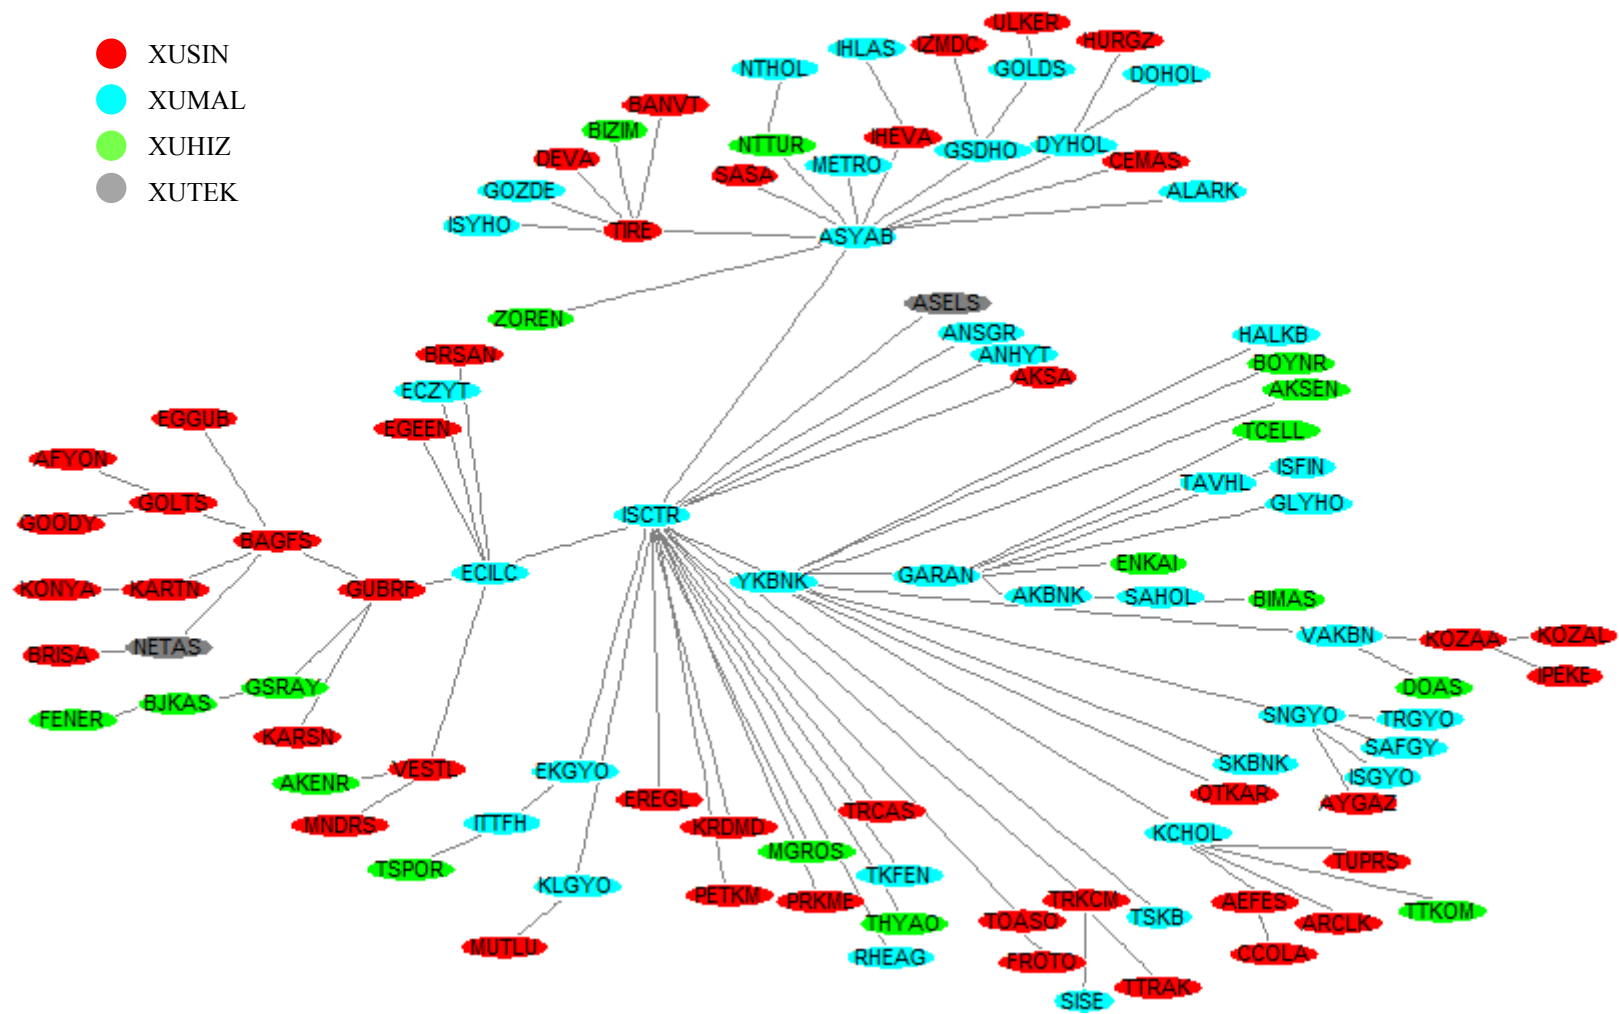 XUSIN
XUMAL
XUHIZ
XUTEK
ULKER
HURGZ
IZMDC
IHLAS
NTHOL
GOLDS
DOHOL
BANVT
BIZIM
NTTUR
IHEVA
GSDHO
DYHOL
CEMAS
DEVA
METRO
SASA
GOZDE
ALARK
ISYHO
TIRE
ASYAB
ZOREN
ASELS
ANSGR
ANHYT
AKSA
HALKB
BOYNR
AKSEN
BRSAN
ECZYT
EGEEN
EGGUB
TCELL
AFYON
ISFIN
TAVHL
GOLTS
GLYHO
GOODY
ISCTR
BAGFS
ENKAI
ECILC
YKBNK
GARAN
KONYA
KARTN
GUBRF
AKBNK
SAHOL
BIMAS
VAKBN
KOZAA
KOZAL
BRISA
NETAS
IPEKE
GSRAY
DOAS
BJKAS
FENER
SNGYO
TRGYO
KARSN
SAFGY
SKBNK
ISGYO
VESTL
EKGYO
AKENR
OTKAR
AYGAZ
EREGL
TRCAS
MNDRS
ITTFH
KRDMD
KCHOL
MGROS
TUPRS
TSPOR
TKFEN
KLGYO
PETKM
PRKME
TRKCM
AEFES
TTKOM
THYAO
TOASO
TSKB
ARCLK
MUTLU
RHEAG
FROTO
CCOLA
TTRAK
SISE